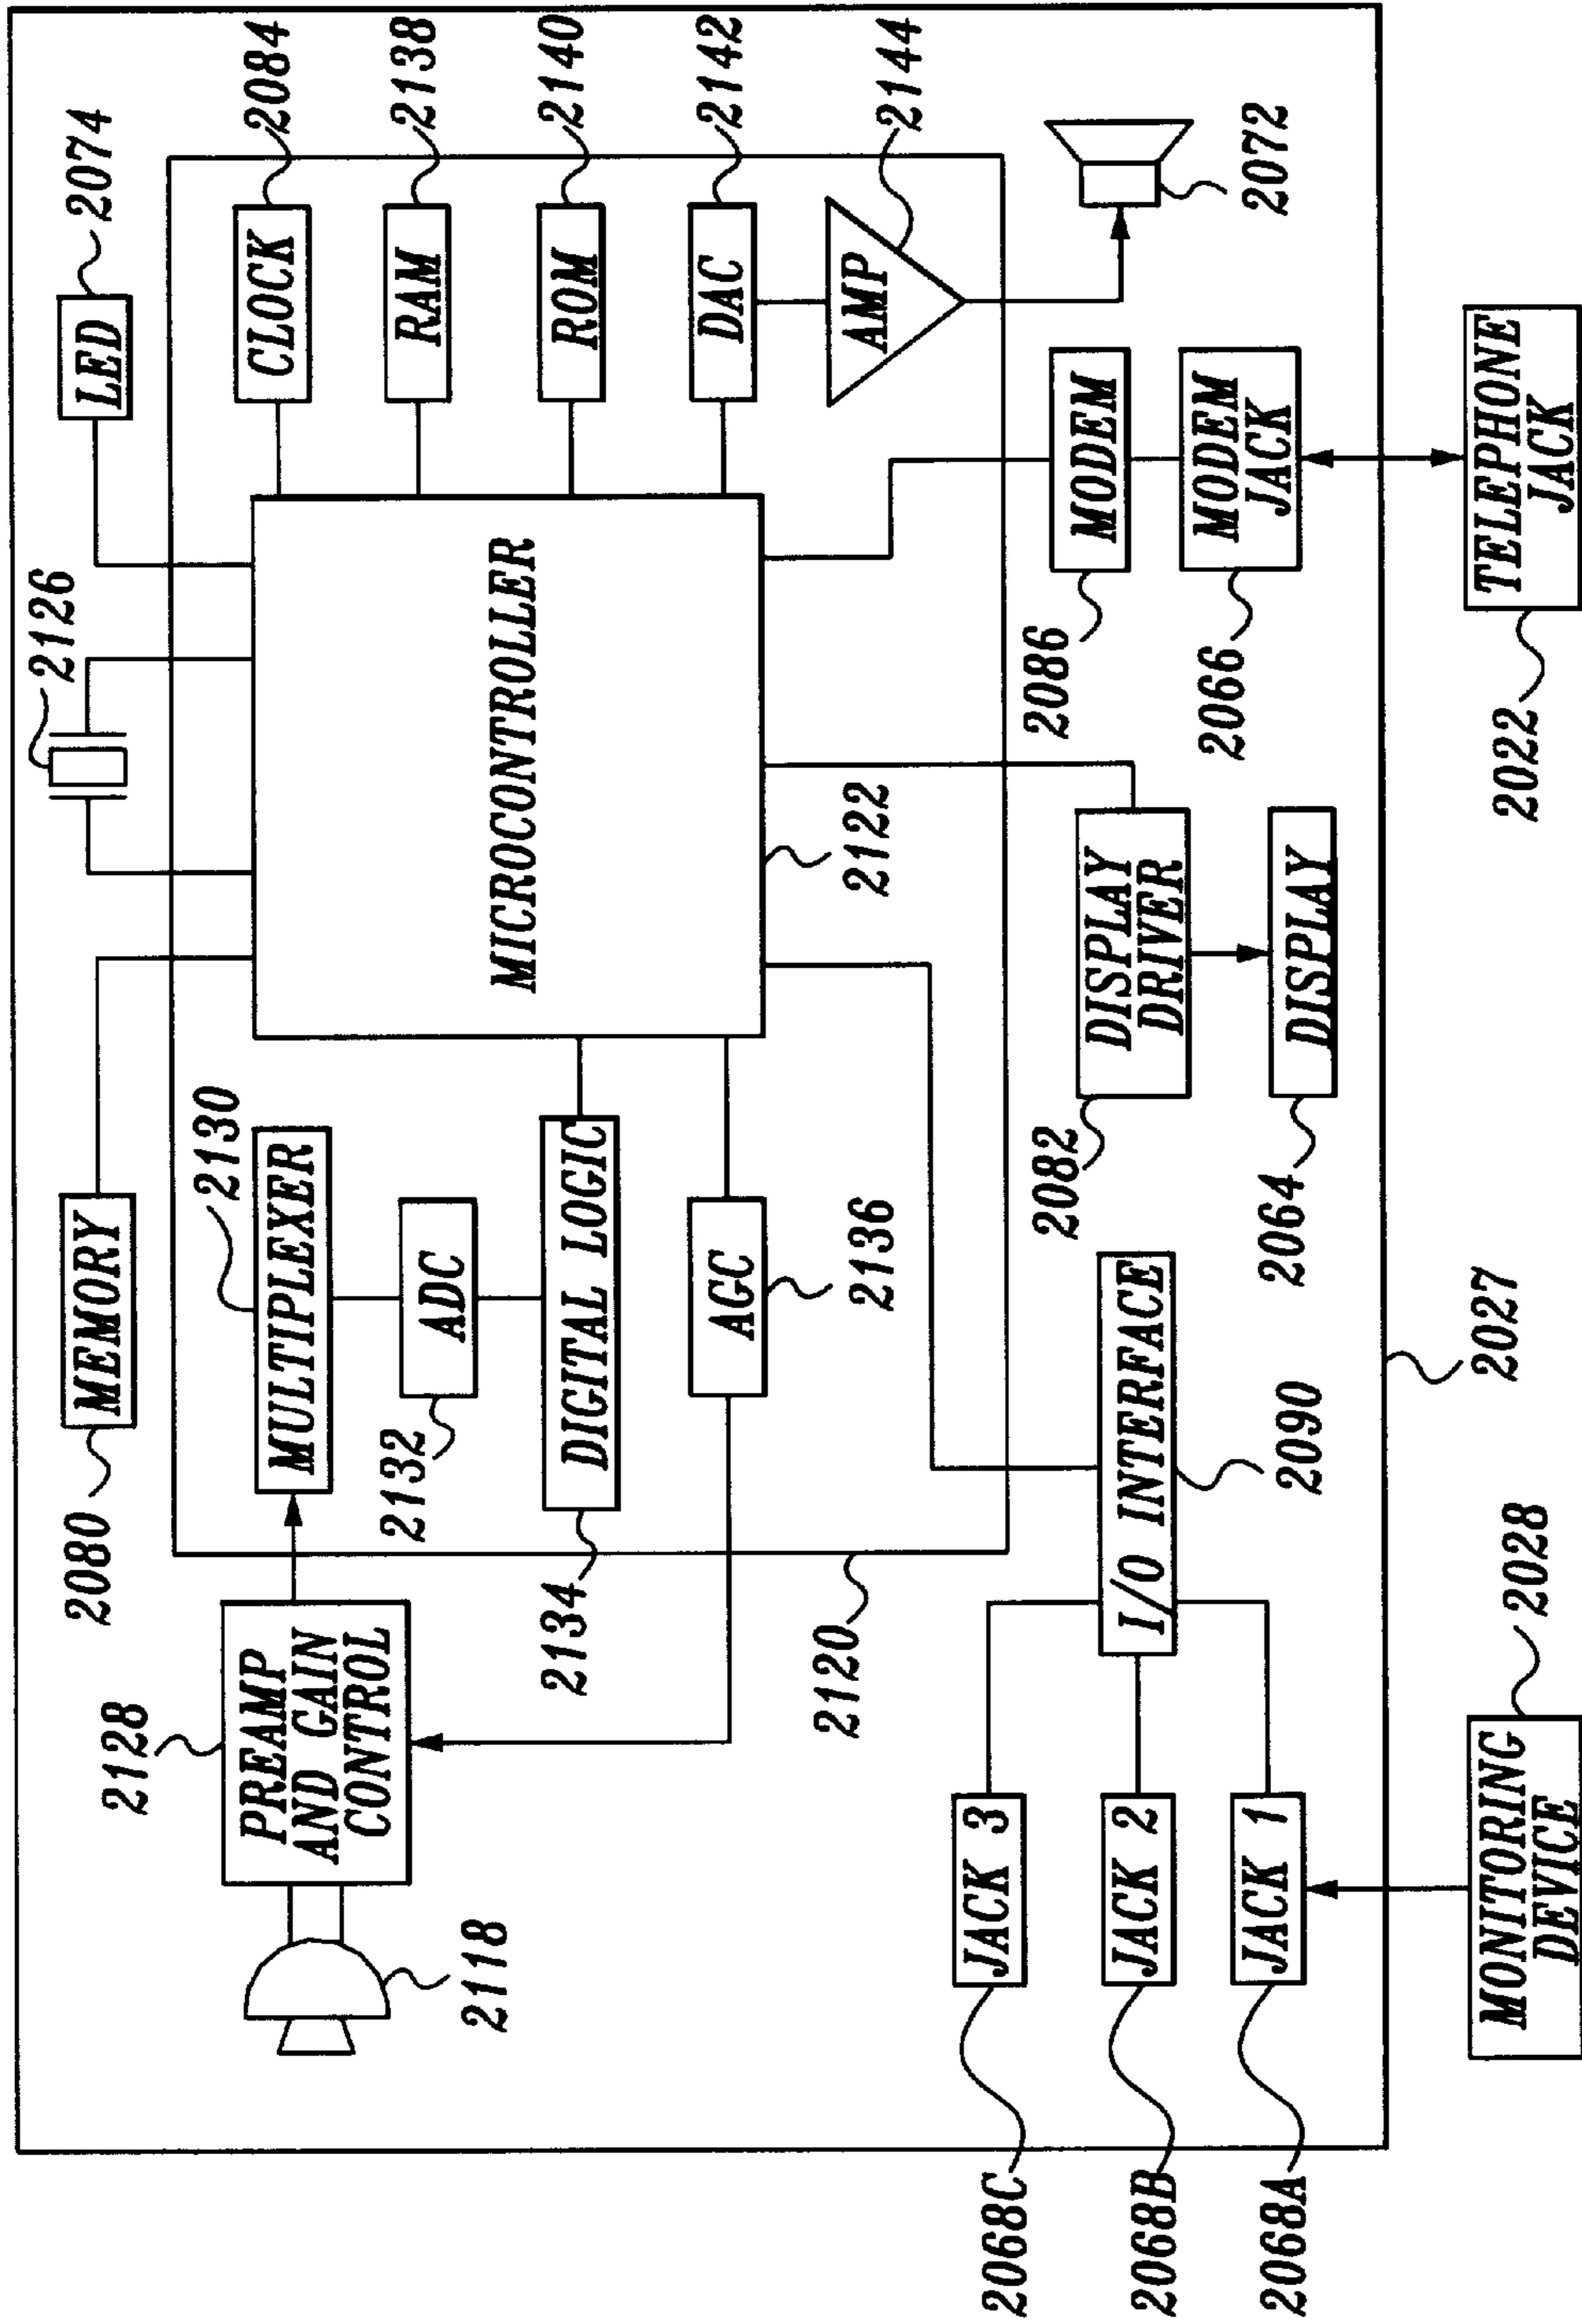 2126
2074
LED
2084
CLOCK
2138
RAM
2140
ROM
2142
DAC
2144
AMP
2072
MICROCONTROLLER
2122
2080
MEMORY
2130
MULTIPLEXER
2132
ADC
2134
DIGITAL LOGIC
AGC
2136
2128
PREAMP
AND GAIN
CONTROL
2118
2120
2086
MODEM
2066
MODEM
JACK
2022
TELEPHONE
JACK
2082
DISPLAY
DRIVER
2064
DISPLAY
I/O INTERFACE
2090
2027
2068C
JACK 3
2068B
JACK 2
2068A
JACK 1
MONITORING
DEVICE
2028